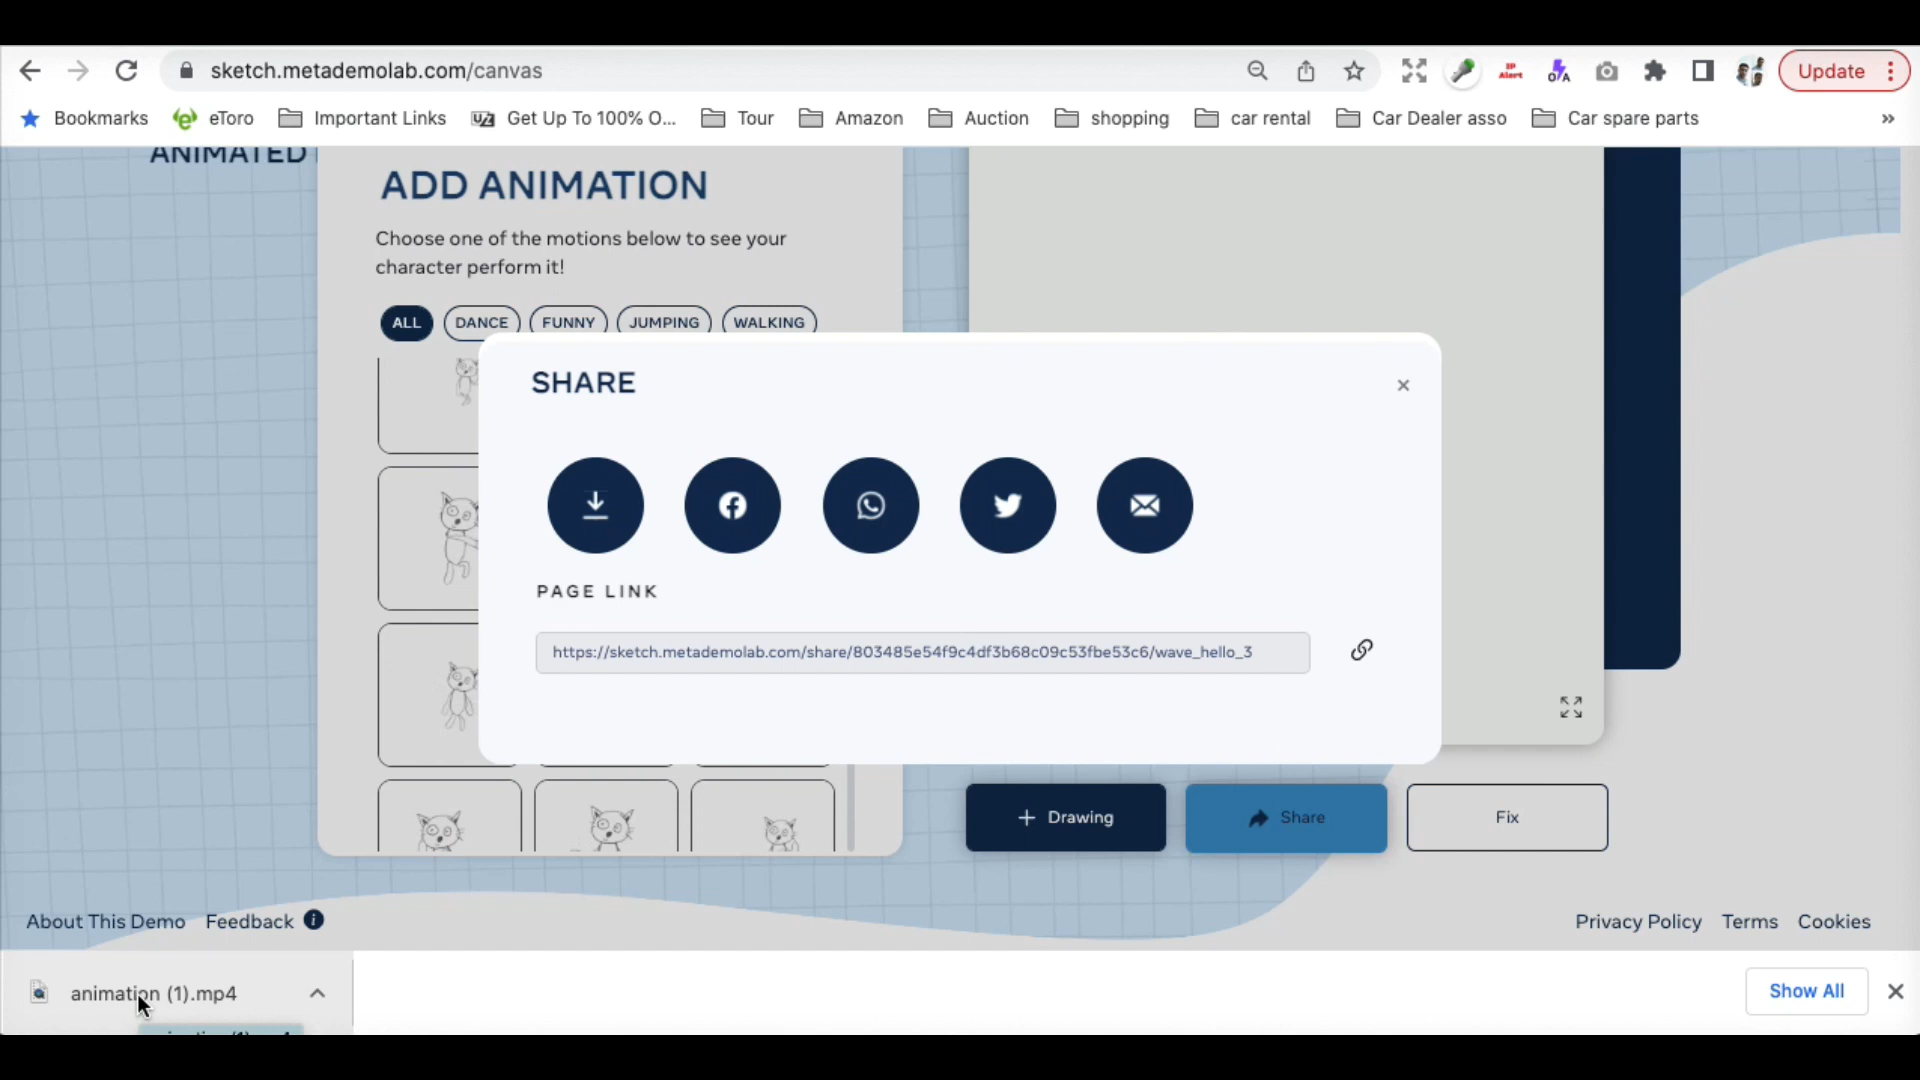 sketch.metademolab.com/canvas
IP
Alert
Update
Bookmarks
eToro
Important Links
Get Up To 100% O...
Tour
Amazon
Auction
shopping
car rental
Car Dealer asso
Car spare parts
»
ANIMATED
ADD ANIMATION
Choose one of the motions below to see your
character perform it!
ALL
DANCE
FUNNY
JUMPING
WALKING
SHARE
×
PAGE LINK
https://sketch.metademolab.com/share/803485e54f9c4df3b68c09c53fbe53c6/wave_hello_3
+ Drawing
Share
Fix
About This Demo
Feedback
Privacy Policy
Terms
Cookies
animation (1).mp4
Show All